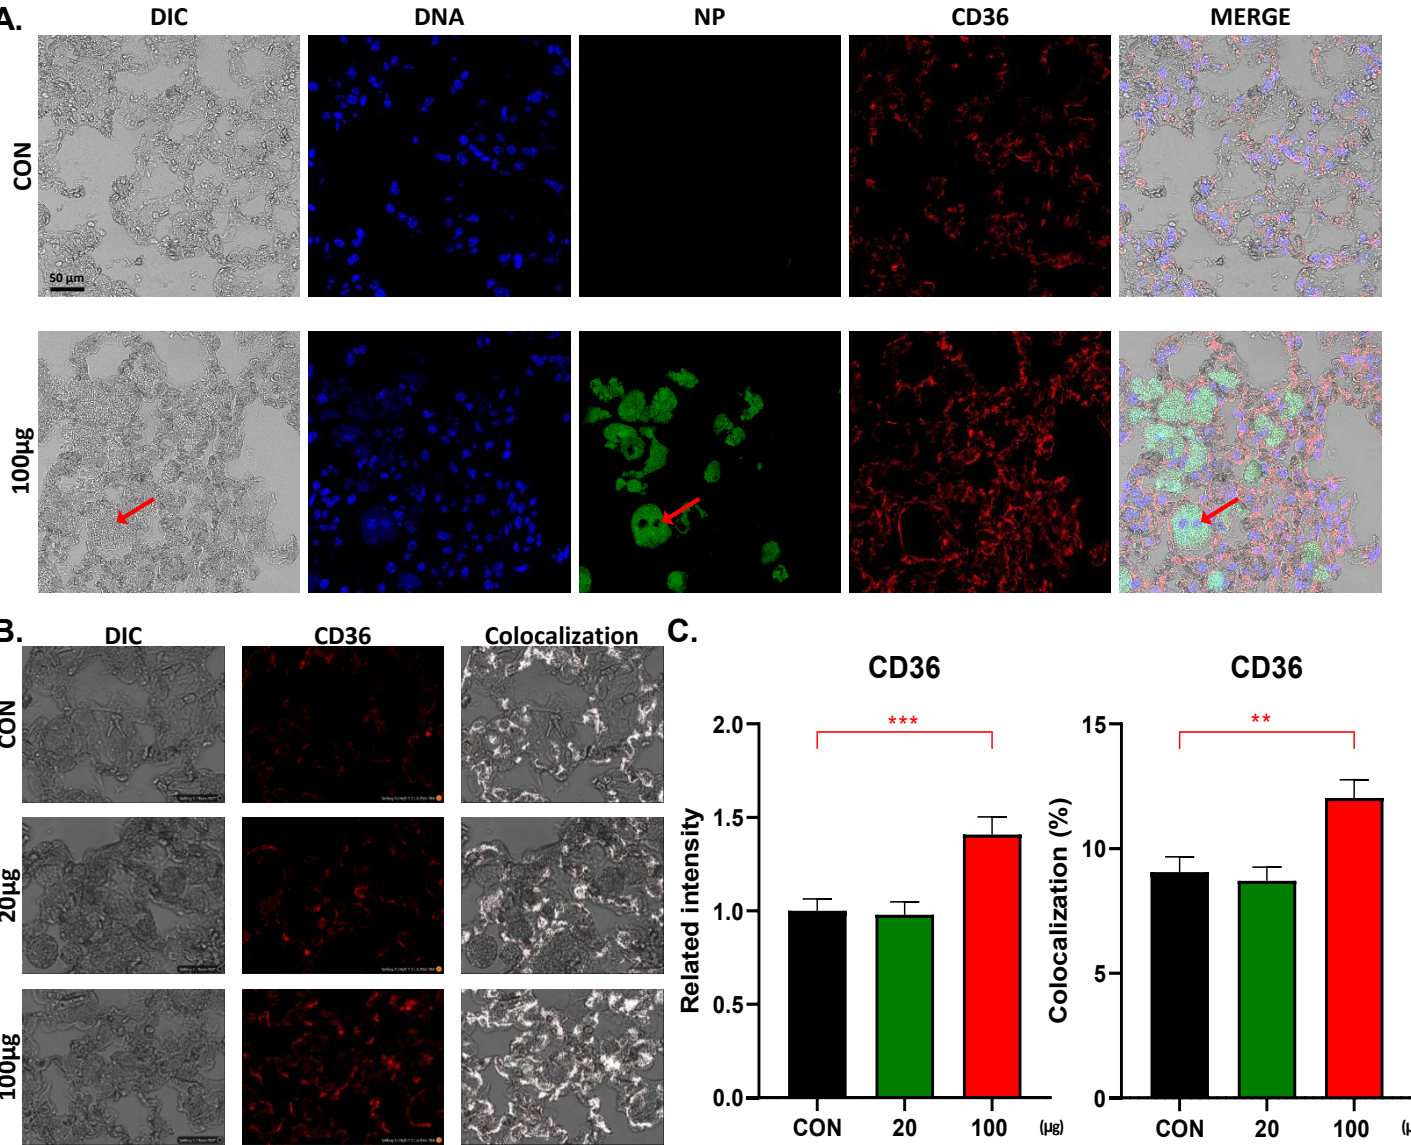 A.
DIC
DNA
NP
CD36
MERGE
CON
50 µm
100µg
B.
DIC
CD36
Colocalization
CON
20µg
100µg
C.
CD36
Related intensity
2.0
1.5
1.0
0.5
0.0
***
CON
20
100
(µg)
CD36
Colocalization (%)
15
10
5
0
**
CON
20
100
(µ